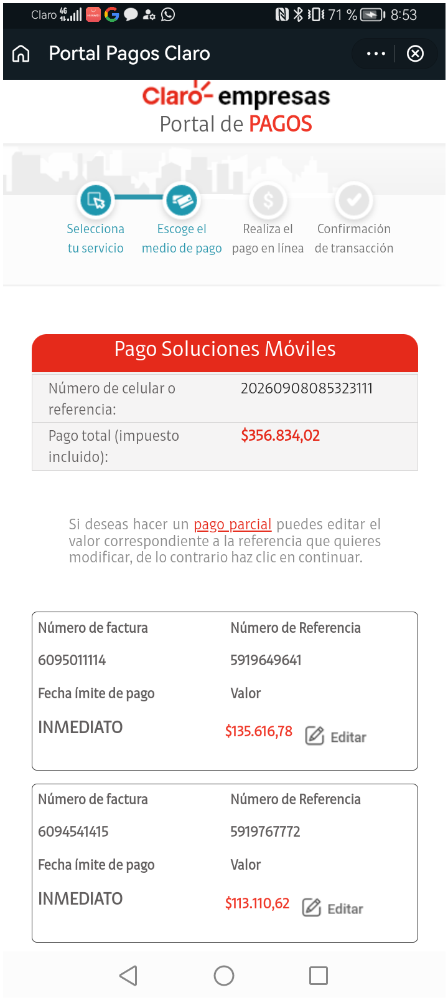 Claro 4G 71 % 8:53
Portal Pagos Claro
Claro empresas
Portal de PAGOS
Selecciona tu servicio
Escoge el medio de pago
Realiza el pago en línea
Confirmación de transacción
Pago Soluciones Móviles
Número de celular o referencia: 20260908085323111
Pago total (impuesto incluido): $356.834,02
Si deseas hacer un pago parcial puedes editar el
valor correspondiente a la referencia que quieres
modificar, de lo contrario haz clic en continuar.
Número de factura Número de Referencia
6095011114 5919649641
Fecha ímite de pago Valor
INMEDIATO $135.616,78 Editar
Número de factura Número de Referencia
6094541415 5919767772
Fecha ímite de pago Valor
INMEDIATO $113.110,62 Editar